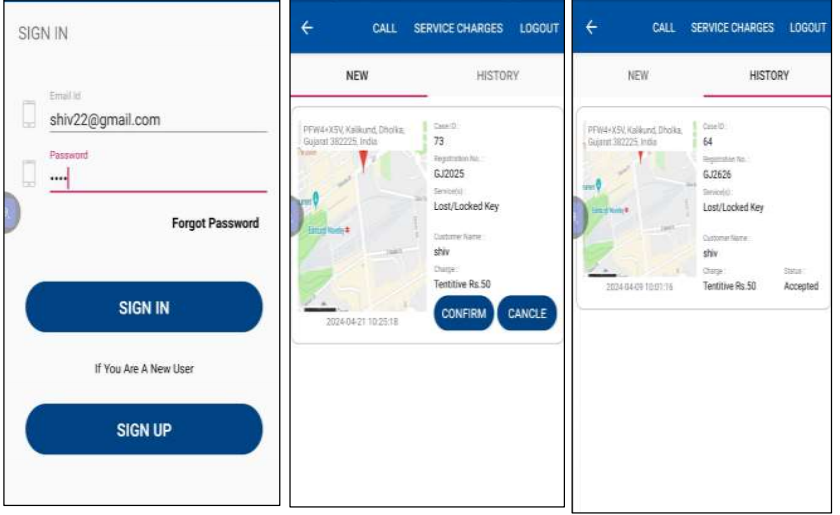 SIGN IN
Email Id
shiv22@gmail.com
Password
••••
Forgot Password
SIGN IN
If You Are A New User
SIGN UP
CALL SERVICE CHARGES LOGOUT
NEW HISTORY
PFW4+X5V, Kalikund, Dholka,
Gujarat 382225, India
2024-04-21 10:25:18
Case ID :
73
Registration No. :
GJ2025
Service(s) :
Lost/Locked Key
Customer Name :
shiv
Charge :
Tentitive Rs.50
CONFIRM CANCLE
CALL SERVICE CHARGES LOGOUT
NEW HISTORY
PFW4+X5V, Kalikund, Dholka,
Gujarat 382225, India
2024-04-09 10:01:16
Case ID :
64
Registration No. :
GJ2626
Service(s) :
Lost/Locked Key
Customer Name :
shiv
Charge : Status :
Tentitive Rs.50 Accepted